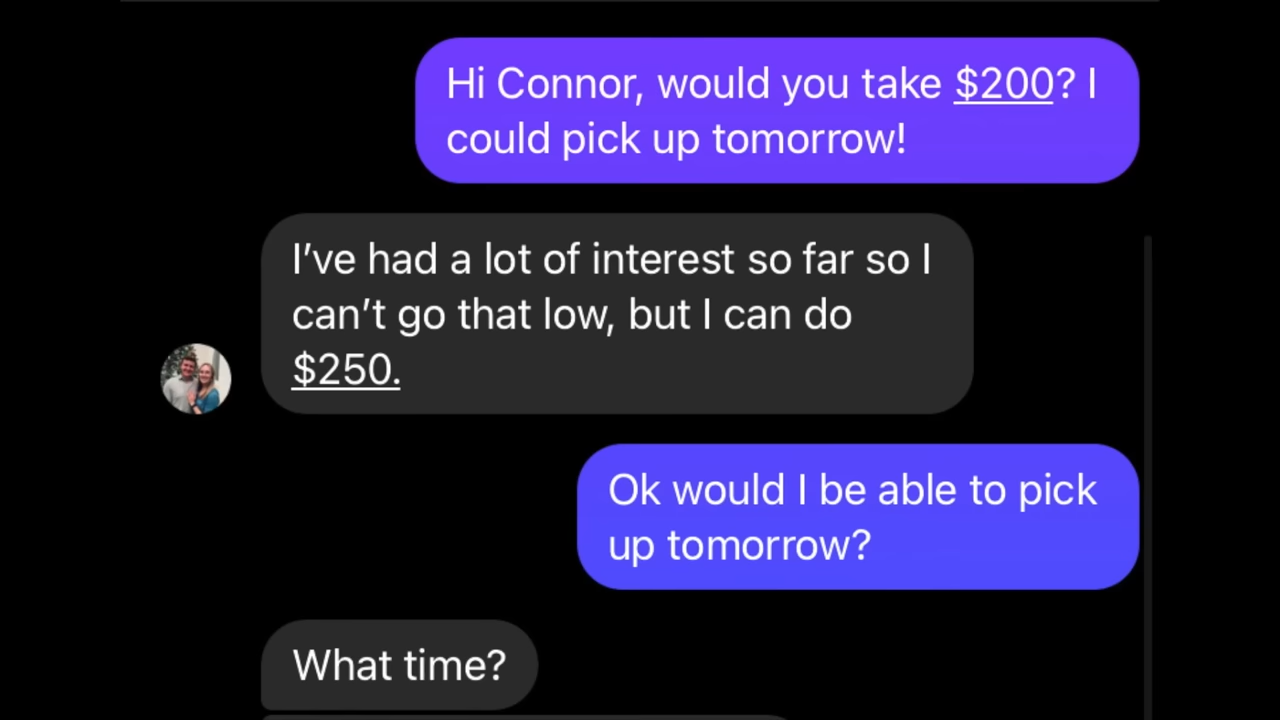 Hi Connor, would you take $200? I
could pick up tomorrow!
I’ve had a lot of interest so far so I
can’t go that low, but I can do
$250.
Ok would I be able to pick
up tomorrow?
What time?